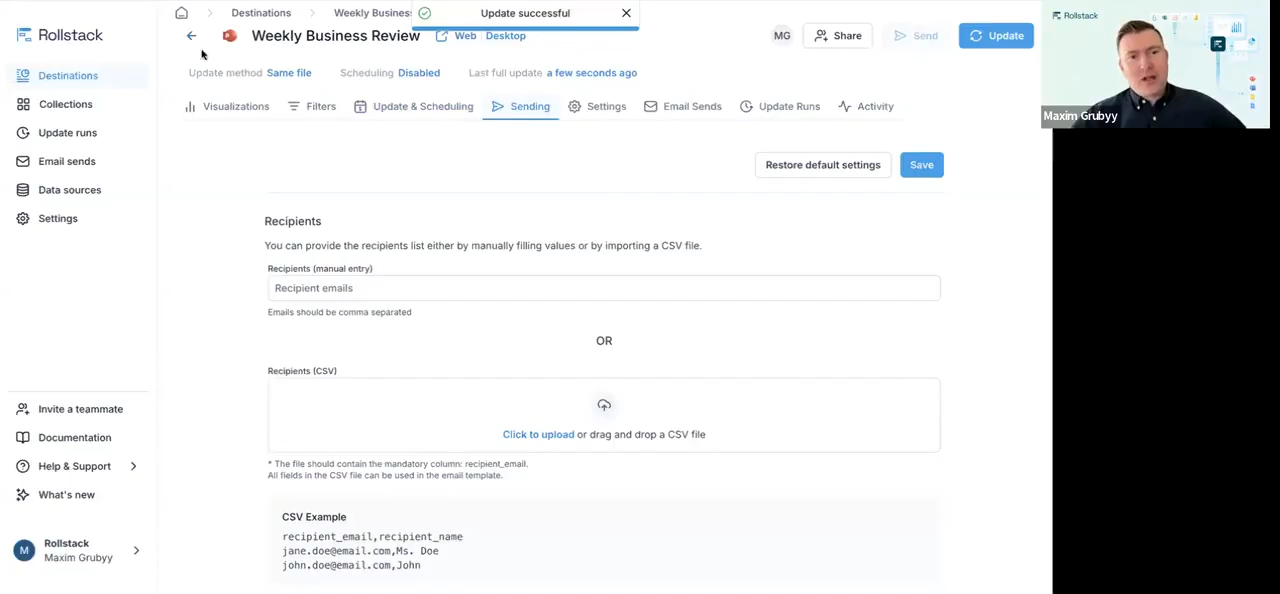 Rollstack
Destinations
Collections
Update runs
Email sends
Data sources
Settings
Invite a teammate
Documentation
Help & Support
What's new
M
Rollstack
Maxim Grubyy
Destinations
Weekly Busines
Update successful
Weekly Business Review
Web
Desktop
MG
Share
Send
Update
Update method Same file
Scheduling Disabled
Last full update a few seconds ago
Visualizations
Filters
Update & Scheduling
Sending
Settings
Email Sends
Update Runs
Activity
Restore default settings
Save
Recipients
You can provide the recipients list either by manually filling values or by importing a CSV file.
Recipients (manual entry)
Recipient emails
Emails should be comma separated
OR
Recipients (CSV)
Click to upload or drag and drop a CSV file
* The file should contain the mandatory column: recipient_email.
All fields in the CSV file can be used in the email template.
CSV Example
recipient_email,recipient_name
jane.doe@email.com,Ms. Doe
john.doe@email.com,John
Rollstack
Maxim Grubyy